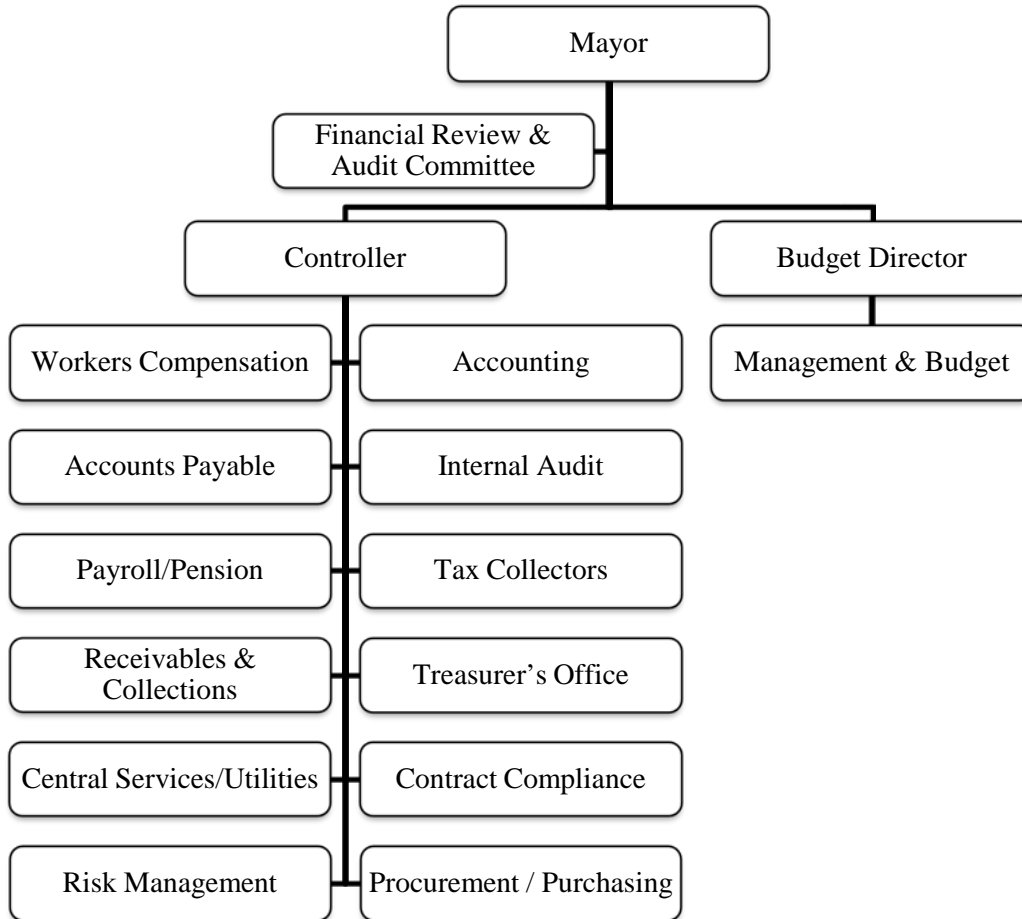 Mayor
Financial Review &
Audit Committee
Controller
Budget Director
Workers Compensation
Accounting
Management & Budget
Accounts Payable
Internal Audit
Payroll/Pension
Tax Collectors
Receivables &
Collections
Treasurer’s Office
Central Services/Utilities
Contract Compliance
Risk Management
Procurement / Purchasing